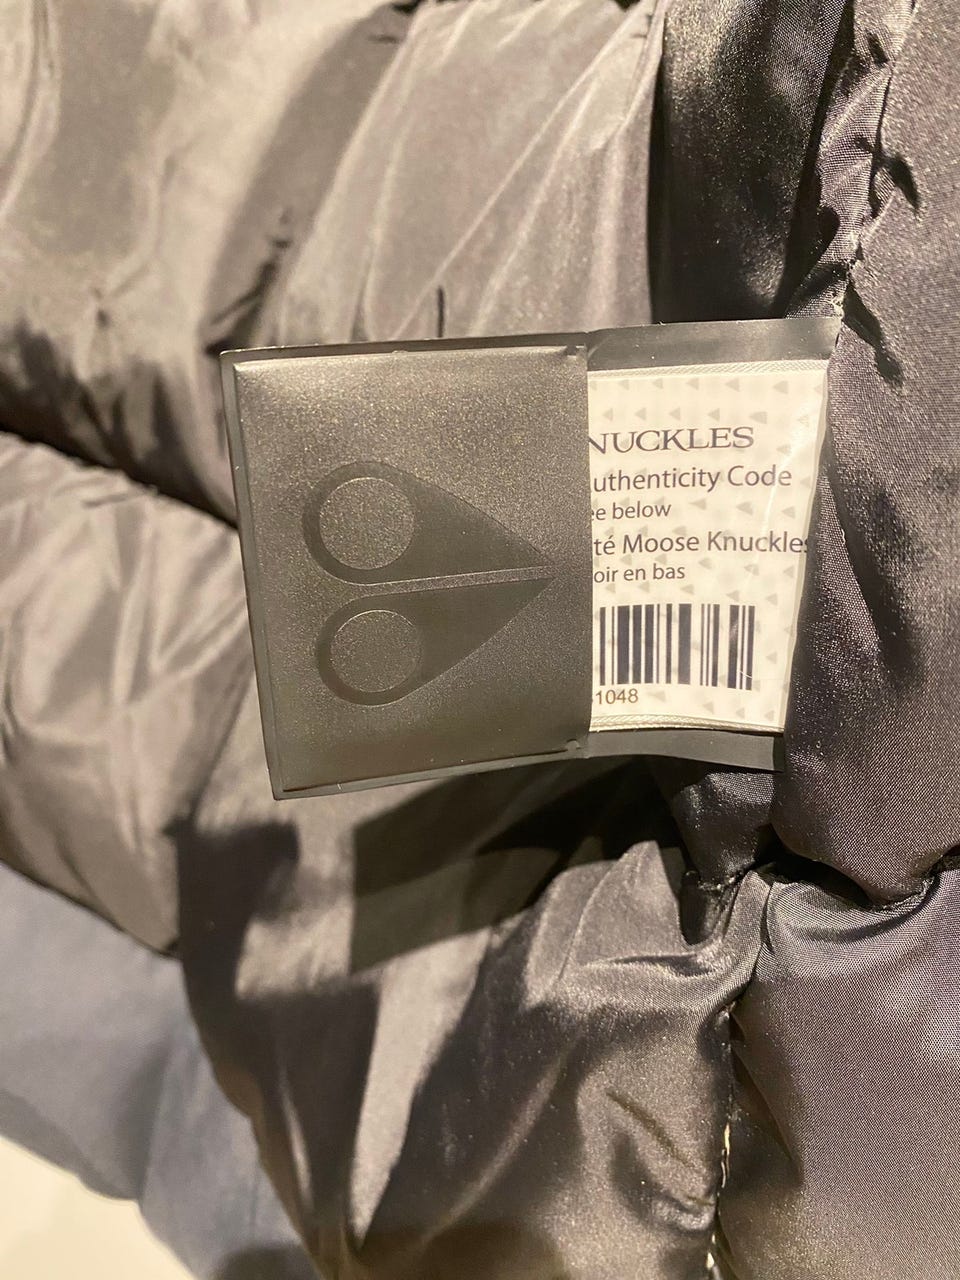 NUCKLES
uthenticity Code
ee below
té Moose Knuckles
oir en bas
1048